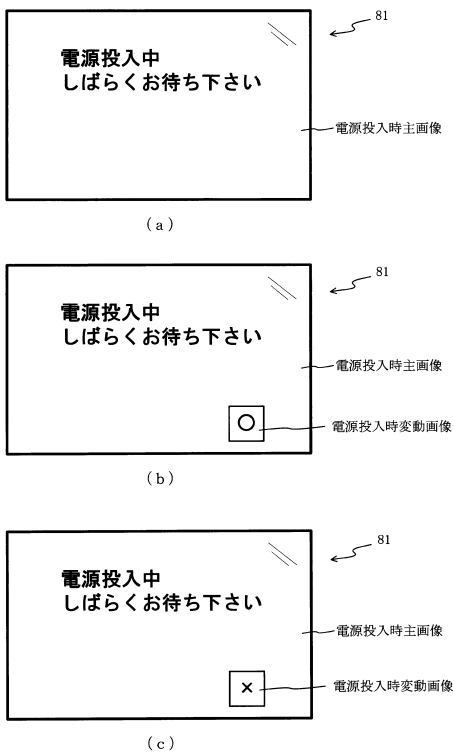 81
電源投入中
しばらくお待ち下さい
電源投入時主画像
(a)
81
電源投入中
しばらくお待ち下さい
電源投入時主画像
○
電源投入時変動画像
(b)
81
電源投入中
しばらくお待ち下さい
電源投入時主画像
×
電源投入時変動画像
(c)